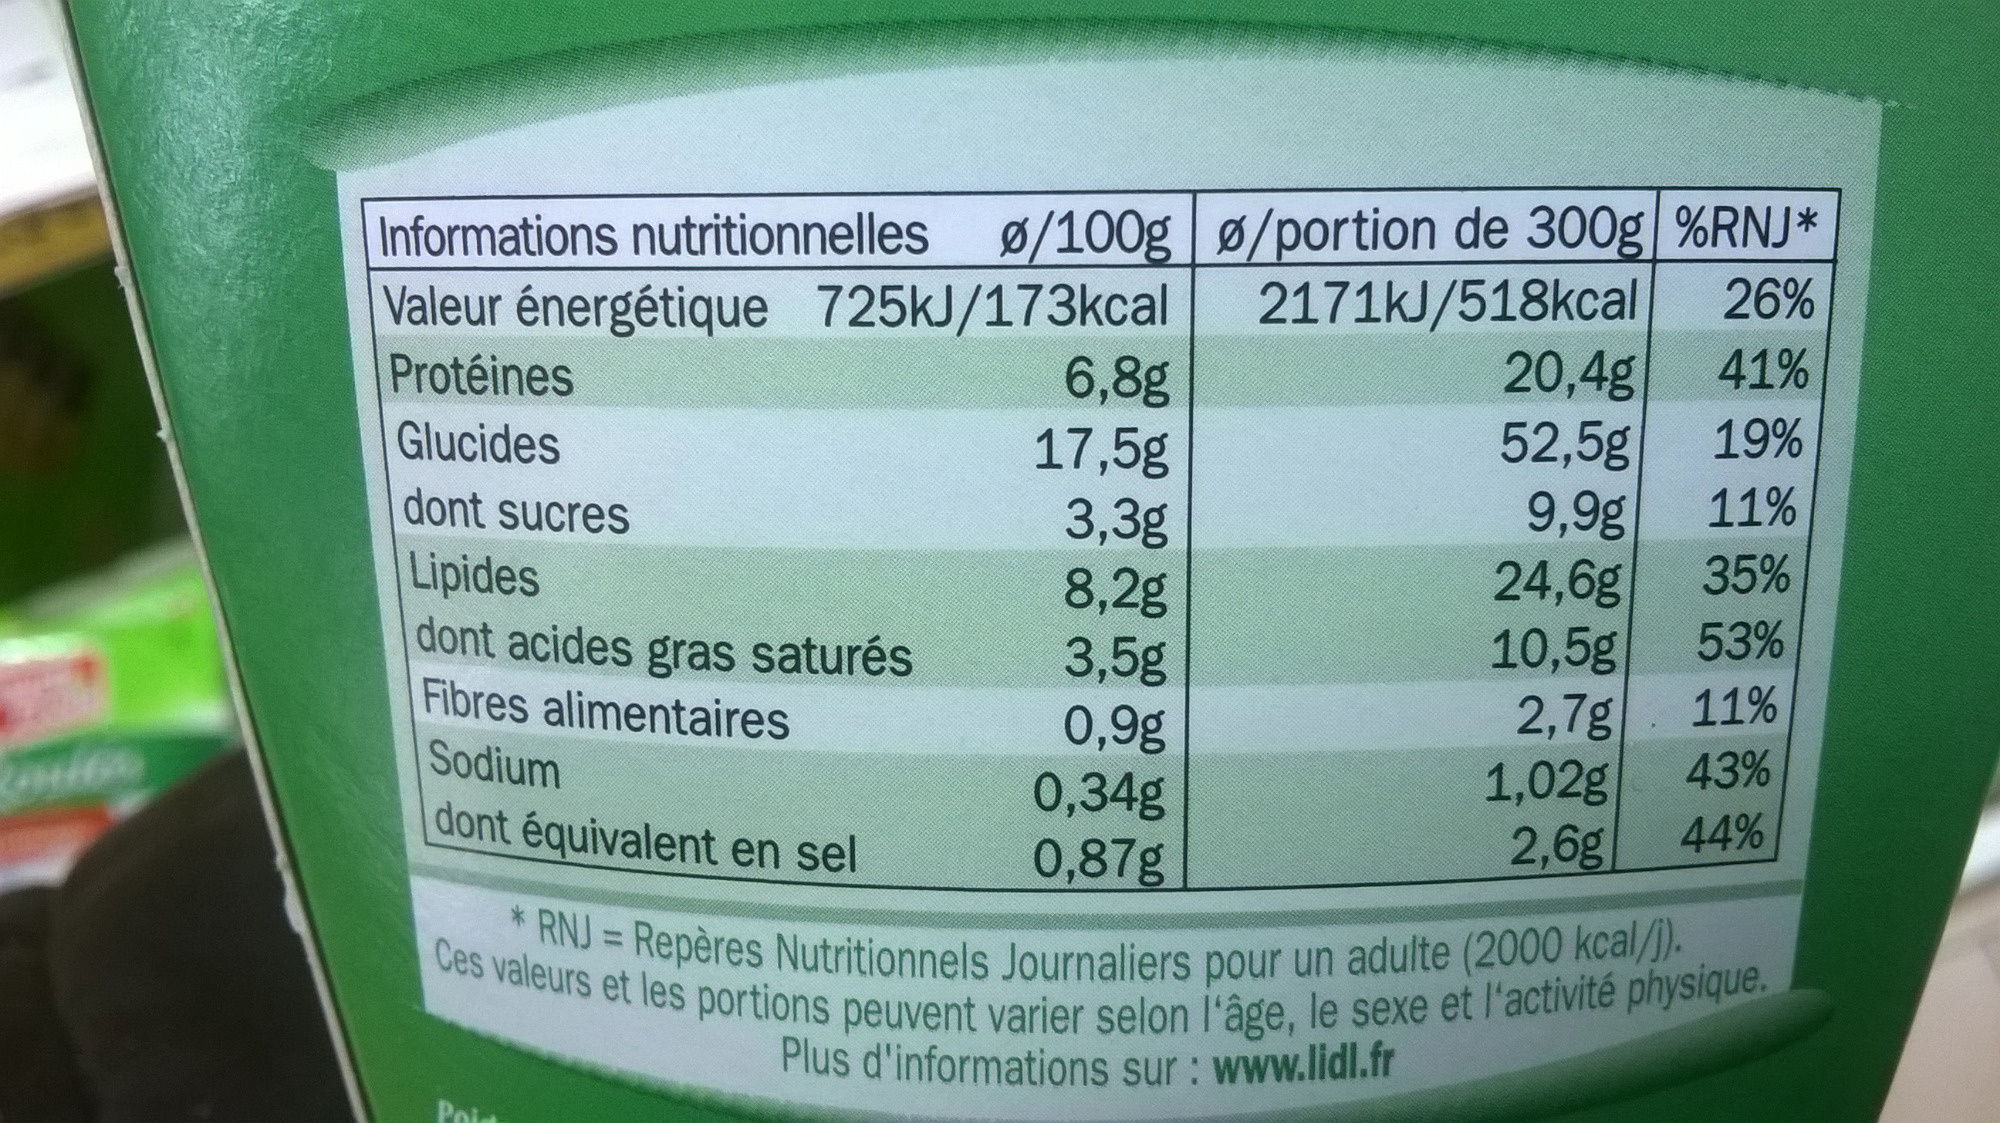 Informations nutritionnelles ø/100g ø/portion de 300g %RNJ*
Valeur énergétique 725kJ/173kcal 2171kJ/518kcal 26%
Protéines 6,8g 20,4g 41%
Glucides 17,5g 52,5g 19%
dont sucres 3,3g 9,9g 11%
Lipides 8,2g 24,6g 35%
dont acides gras saturés 3,5g 10,5g 53%
Fibres alimentaires 0,9g 2,7g 11%
Sodium 0,34g 1,02g 43%
dont équivalent en sel 0,87g 2,6g 44%
* RNJ = Repères Nutritionnels Journaliers pour un adulte (2000 kcal/j).
Ces valeurs et les portions peuvent varier selon l'âge, le sexe et l'activité physique.
Plus d'informations sur : www.lidl.fr